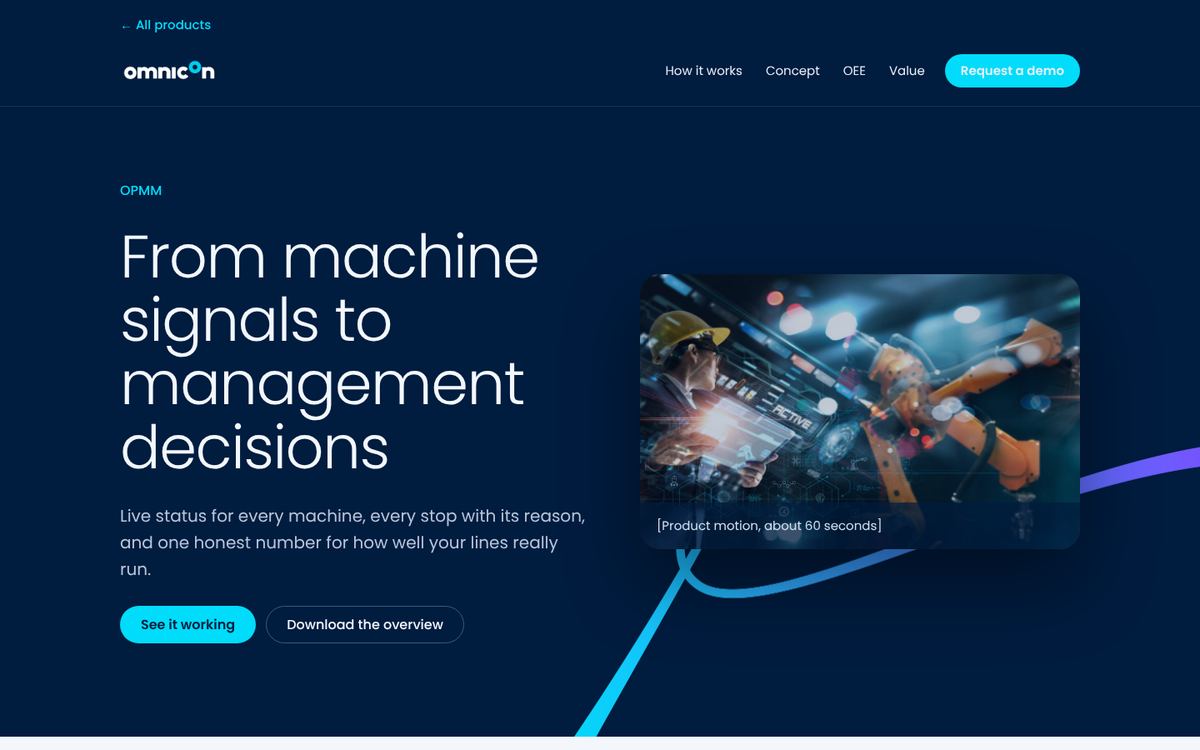 ← All products
omnicon
How it works
Concept
OEE
Value
Request a demo
OPMM
From machine
signals to
management
decisions
Live status for every machine, every stop with its reason,
and one honest number for how well your lines really
run.
ACTIVE
[Product motion, about 60 seconds]
See it working
Download the overview